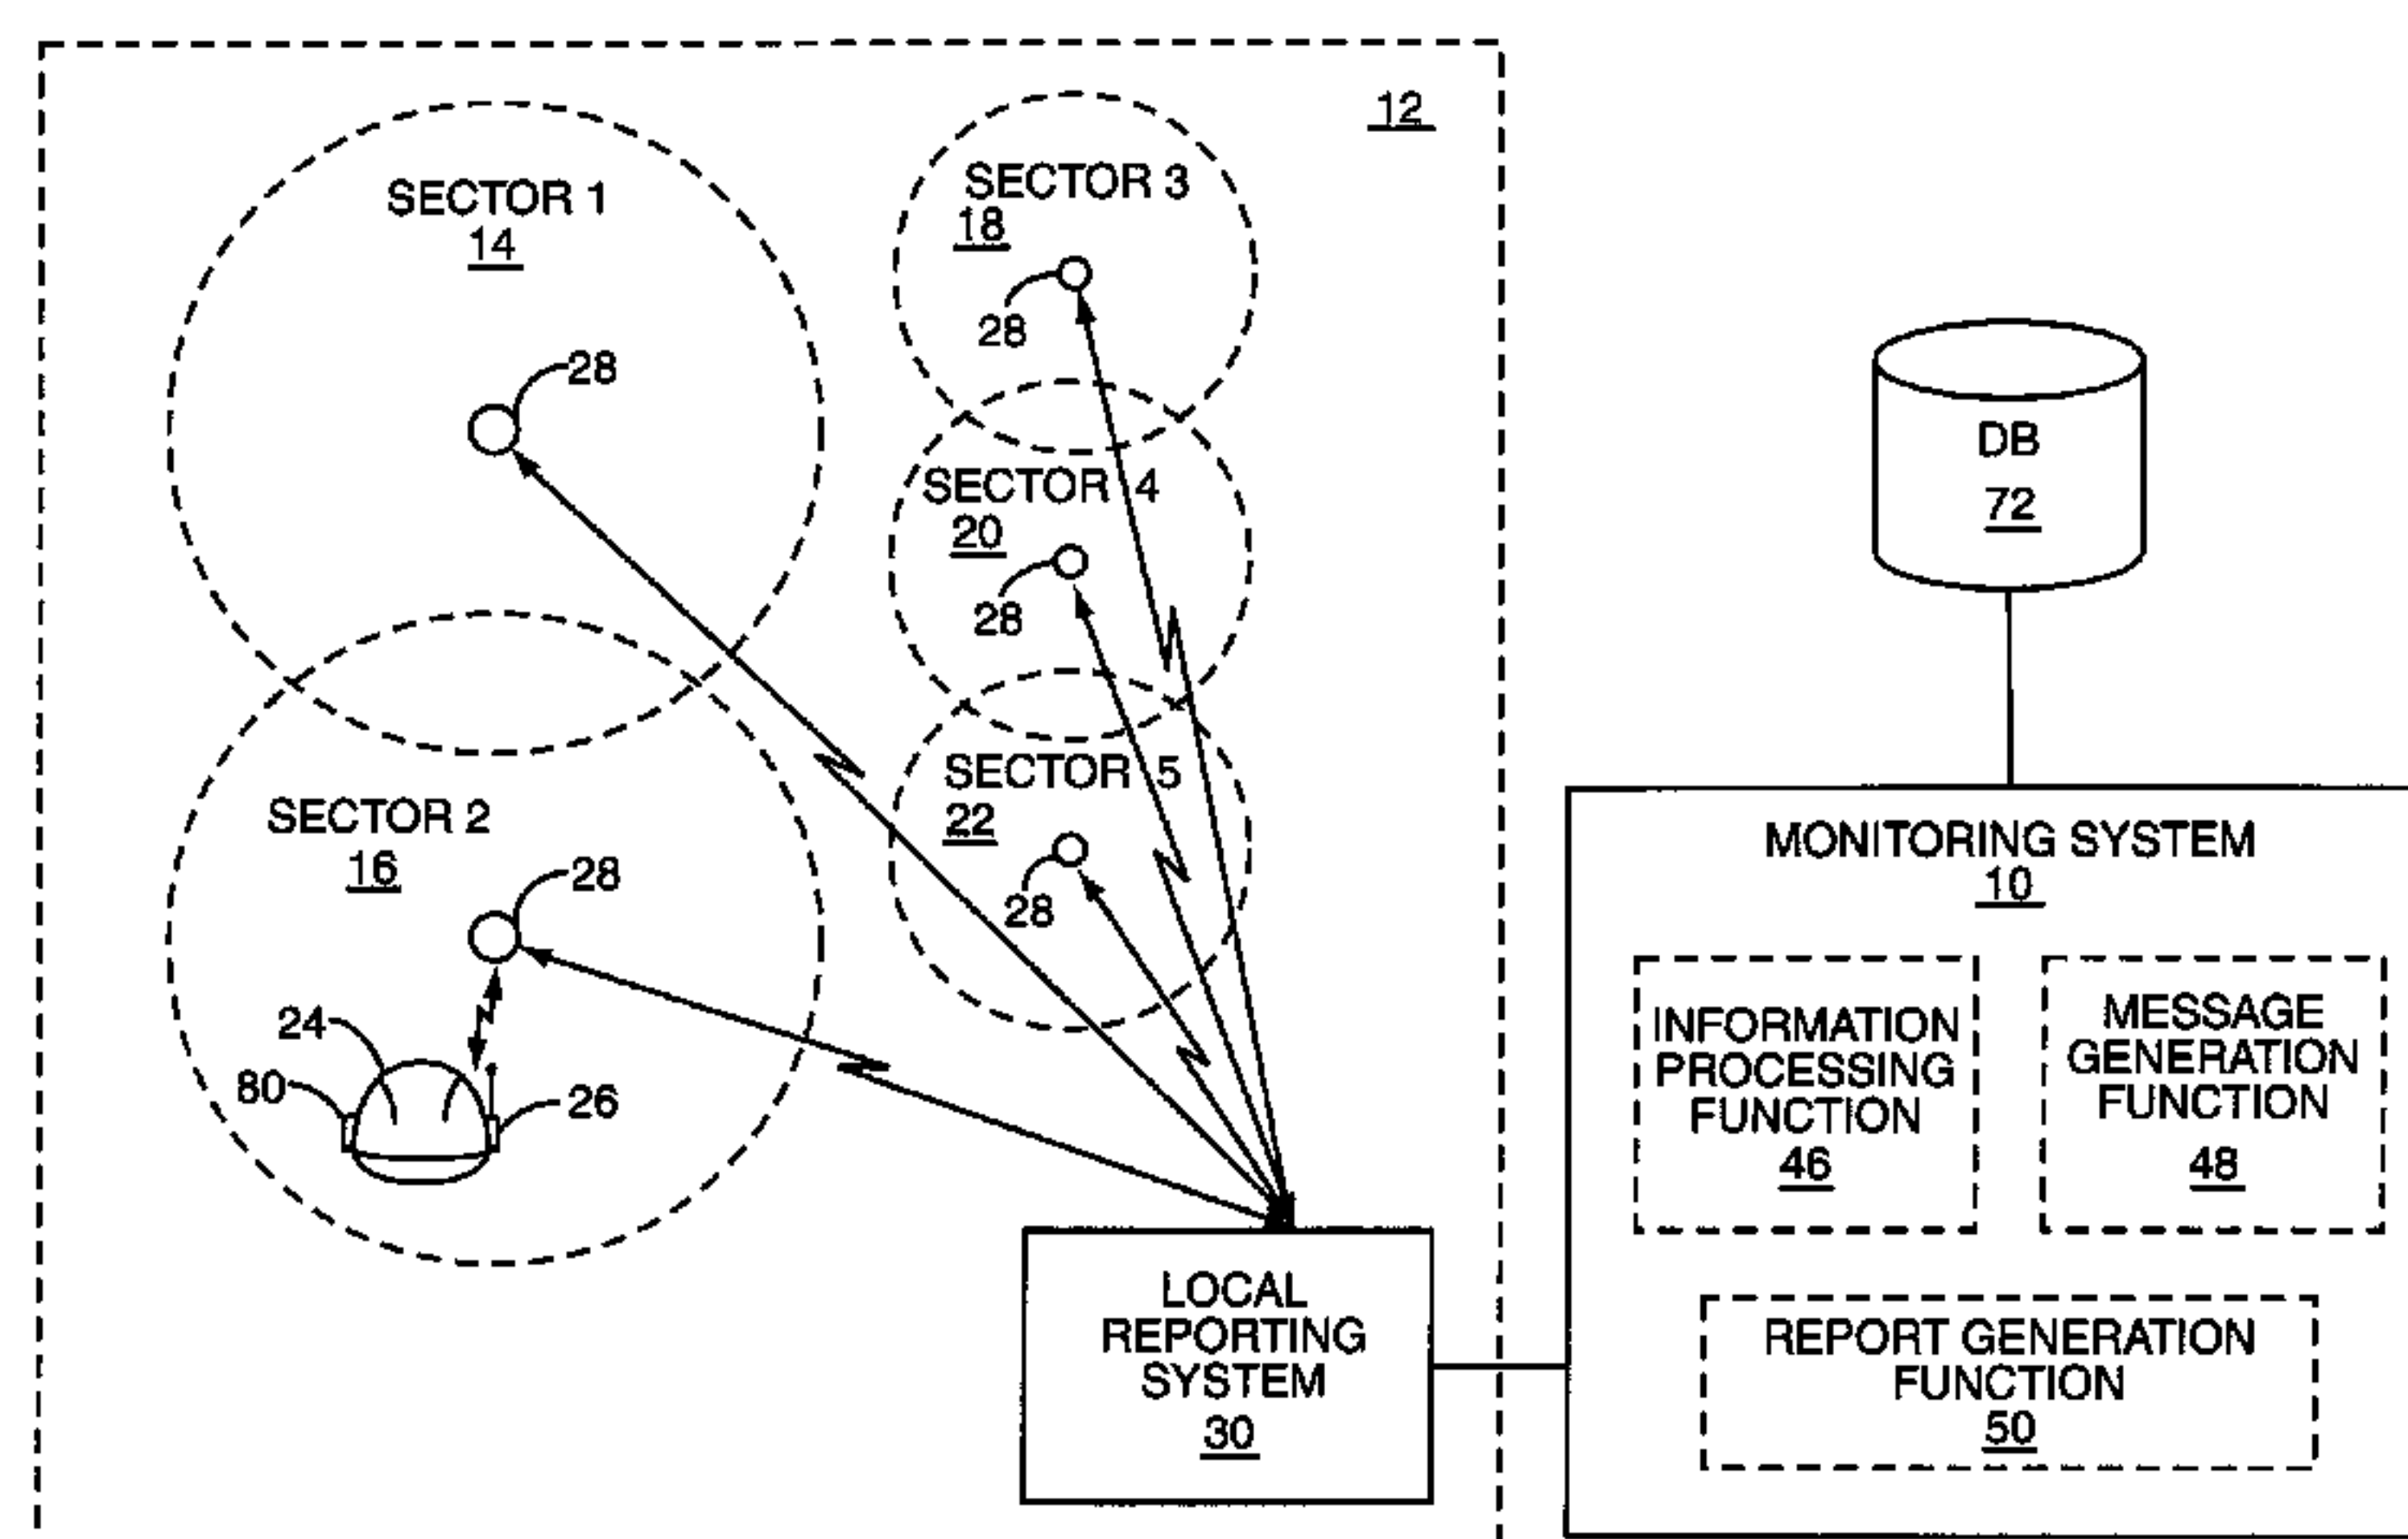 12
SECTOR 1
14
28
SECTOR 3
18
28
SECTOR 4
20
28
SECTOR 5
22
28
SECTOR 2
16
28
24
80
26
LOCAL
REPORTING
SYSTEM
30
DB
72
MONITORING SYSTEM
10
INFORMATION
PROCESSING
FUNCTION
46
MESSAGE
GENERATION
FUNCTION
48
REPORT GENERATION
FUNCTION
50